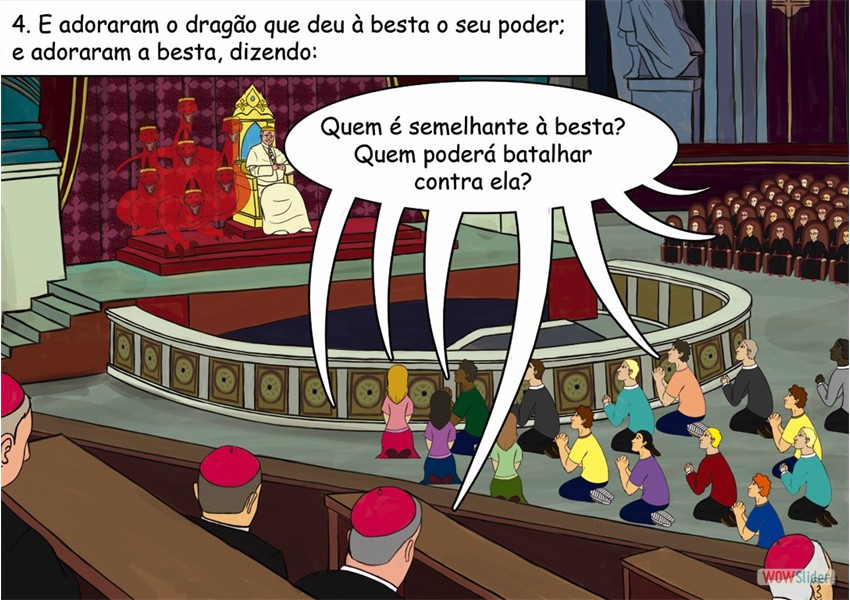 4. E adoraram o dragão que deu à besta o seu poder;
e adoraram a besta, dizendo:
Quem é semelhante à besta?
Quem poderá batalhar
contra ela?
WOWSlider